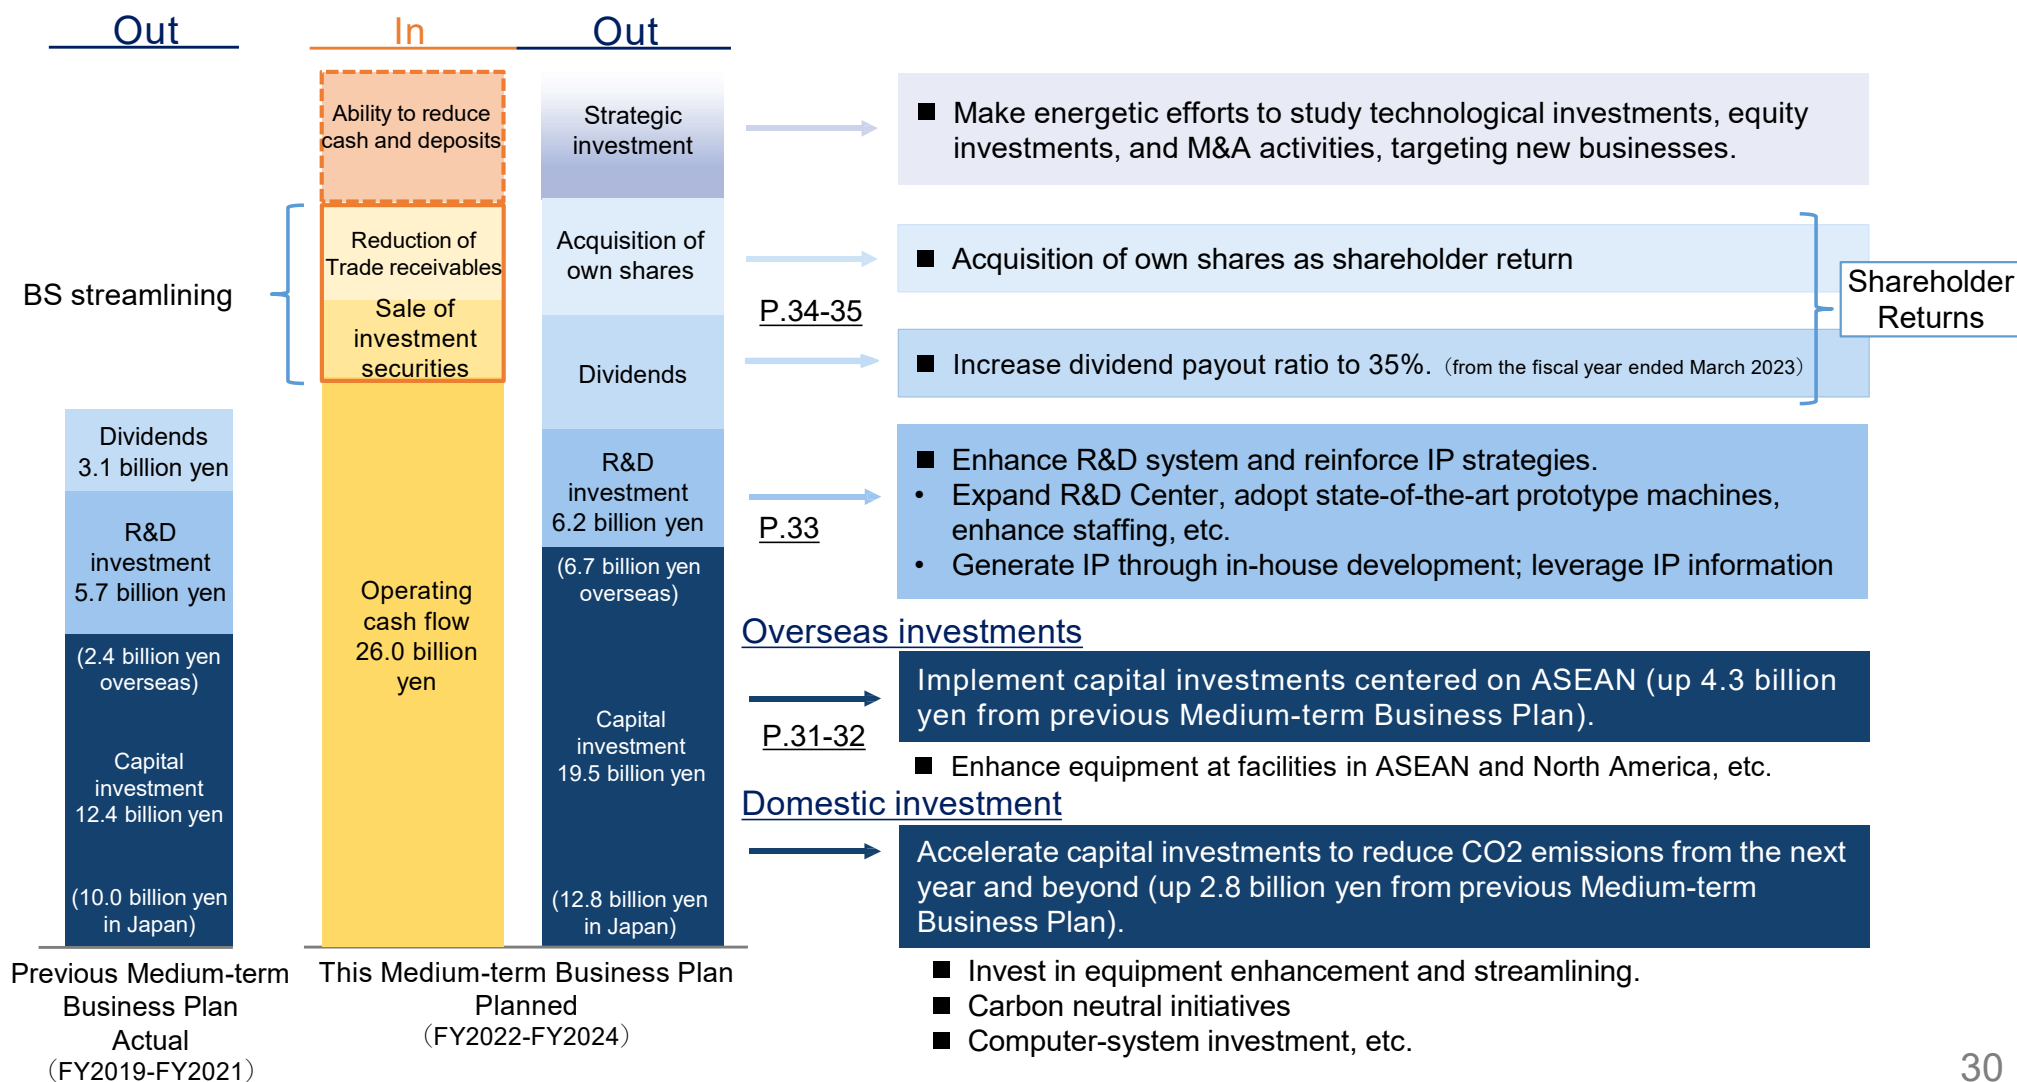 Out
In
Out
Ability to reduce
cash and deposits
Strategic
investment
■ Make energetic efforts to study technological investments, equity
investments, and M&A activities, targeting new businesses.
BS streamlining
Reduction of
Trade receivables
Sale of
investment
securities
Acquisition of
own shares
■ Acquisition of own shares as shareholder return
P.34-35
Shareholder
Returns
Dividends
■ Increase dividend payout ratio to 35%.（from the fiscal year ended March 2023）
Dividends
3.1 billion yen
R&D
investment
5.7 billion yen
(2.4 billion yen
overseas)
Capital
investment
12.4 billion yen
(10.0 billion yen
in Japan)
Operating
cash flow
26.0 billion
yen
R&D
investment
6.2 billion yen
(6.7 billion yen
overseas)
Capital
investment
19.5 billion yen
(12.8 billion yen
in Japan)
P.33
■ Enhance R&D system and reinforce IP strategies.
• Expand R&D Center, adopt state-of-the-art prototype machines,
enhance staffing, etc.
• Generate IP through in-house development; leverage IP information
Overseas investments
P.31-32
Implement capital investments centered on ASEAN (up 4.3 billion
yen from previous Medium-term Business Plan).
■ Enhance equipment at facilities in ASEAN and North America, etc.
Domestic investment
Accelerate capital investments to reduce CO2 emissions from the next
year and beyond (up 2.8 billion yen from previous Medium-term
Business Plan).
■ Invest in equipment enhancement and streamlining.
■ Carbon neutral initiatives
■ Computer-system investment, etc.
Previous Medium-term
Business Plan
Actual
（FY2019-FY2021）
This Medium-term Business Plan
Planned
（FY2022-FY2024）
30